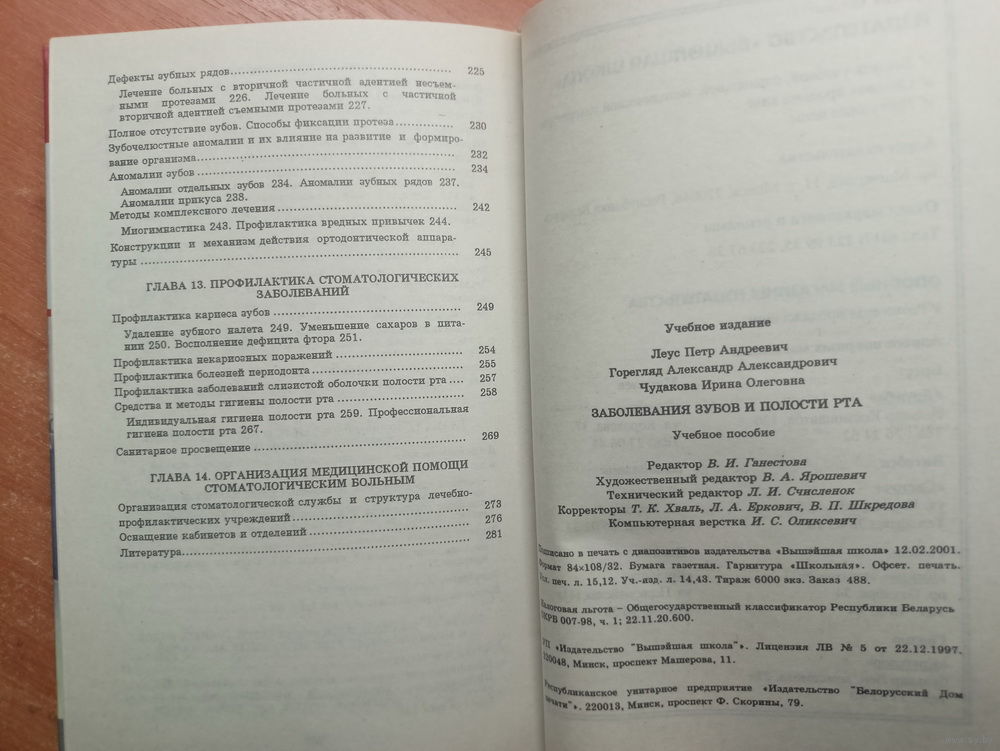 Дефекты зубных рядов 225
Лечение больных с вторичной частичной адентией несъем-
ными протезами 226. Лечение больных с частичной
вторичной адентией съемными протезами 227.
Полное отсутствие зубов. Способы фиксации протеза 230
Зубочелюстные аномалии и их влияние на развитие и формиро-
вание организма 232
Аномалии зубов 234
Аномалии отдельных зубов 234. Аномалии зубных рядов 237.
Аномалии прикуса 238.
Методы комплексного лечения 242
Миогимнастика 243. Профилактика вредных привычек 244.
Конструкции и механизм действия ортодонтической аппара-
туры 245
ГЛАВА 13. ПРОФИЛАКТИКА СТОМАТОЛОГИЧЕСКИХ
ЗАБОЛЕВАНИЙ
Профилактика кариеса зубов 249
Удаление зубного налета 249. Уменьшение сахаров в пита-
нии 250. Восполнение дефицита фтора 251.
Профилактика некариозных поражений 254
Профилактика болезней периодонта 255
Профилактика заболеваний слизистой оболочки полости рта 257
Средства и методы гигиены полости рта 258
Индивидуальная гигиена полости рта 259. Профессиональная
гигиена полости рта 267.
Санитарное просвещение 269
ГЛАВА 14. ОРГАНИЗАЦИЯ МЕДИЦИНСКОЙ ПОМОЩИ
СТОМАТОЛОГИЧЕСКИМ БОЛЬНЫМ
Организация стоматологической службы и структура лечебно-
профилактических учреждений 273
Оснащение кабинетов и отделений 276
Литература 281
Учебное издание
Леус Петр Андреевич
Горегляд Александр Александрович
Чудакова Ирина Олеговна
ЗАБОЛЕВАНИЯ ЗУБОВ И ПОЛОСТИ РТА
Учебное пособие
Редактор В. И. Ганестова
Художественный редактор В. А. Ярошевич
Технический редактор Л. И. Счисленок
Корректоры Т. К. Хваль, Л. А. Еркович, В. П. Шкредова
Компьютерная верстка И. С. Оликсевич
Подписано в печать с диапозитивов издательства «Вышэйшая школа» 12.02.2001.
Формат 84×108/32. Бумага газетная. Гарнитура «Школьная». Офсет. печать.
Усл. печ. л. 15,12. Уч.-изд. л. 14,43. Тираж 6000 экз. Заказ 488.
Налоговая льгота – Общегосударственный классификатор Республики Беларусь
ОКРБ 007-98, ч. 1; 22.11.20.600.
УП «Издательство "Вышэйшая школа"». Лицензия ЛВ № 5 от 22.12.1997.
220048, Минск, проспект Машерова, 11.
Республиканское унитарное предприятие «Издательство "Белорусский Дом
печати"». 220013, Минск, проспект Ф. Скорины, 79.